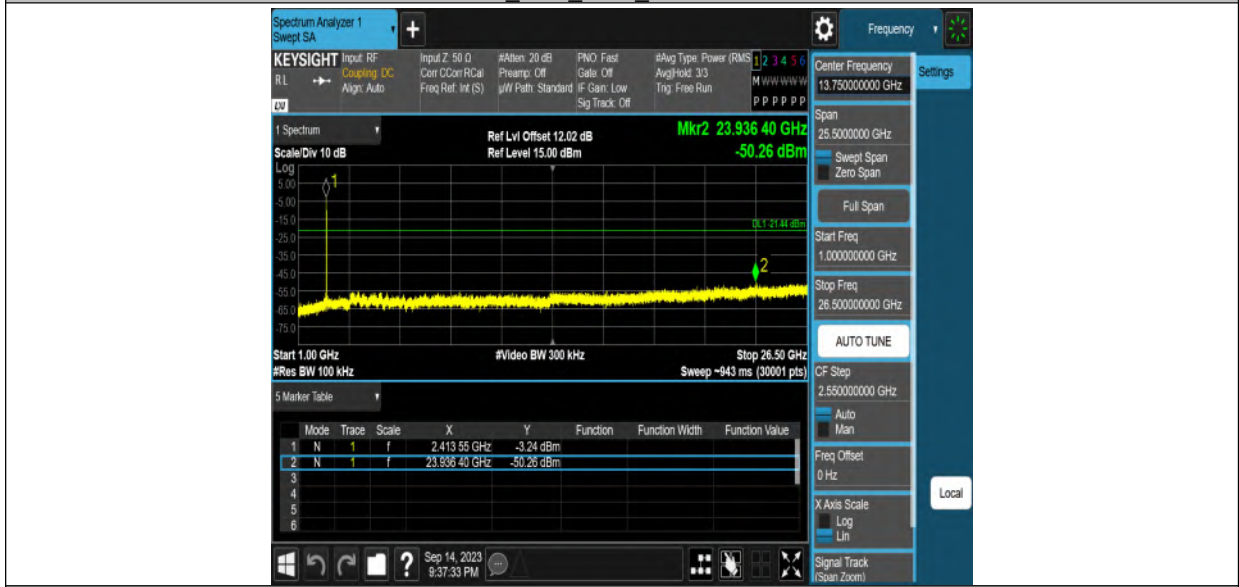 Spectrum Analyzer 1
Swept SA
+
Frequency
KEYSIGHT
RL
Input: RF
Coupling: DC
Align: Auto
Input Z: 50 Ω
Corr CCorr RCal
Freq Ref: Int (S)
#Atten: 20 dB
Preamp: Off
µW Path: Standard
PNO: Fast
Gate: Off
IF Gain: Low
Sig Track: Off
#Avg Type: Power (RMS
Avg|Hold: 3/3
Trig: Free Run
1 2 3 4 5 6
M W W W W W
P P P P P P
1 Spectrum
Scale/Div 10 dB
Ref Lvl Offset 12.02 dB
Ref Level 15.00 dBm
Mkr2 23.936 40 GHz
-50.26 dBm
Log
5.00
-5.00
-15.0
-25.0
-35.0
-45.0
-55.0
-65.0
-75.0
1
DL1 -21.44 dBm
2
Start 1.00 GHz
#Video BW 300 kHz
Stop 26.50 GHz
#Res BW 100 kHz
Sweep ~943 ms (30001 pts)
5 Marker Table
Mode Trace Scale X Y Function Function Width Function Value
1 N 1 f 2.413 55 GHz -3.24 dBm
2 N 1 f 23.936 40 GHz -50.26 dBm
3
4
5
6
?
Sep 14, 2023
9:37:33 PM
Center Frequency
13.750000000 GHz
Settings
Span
25.5000000 GHz
Swept Span
Zero Span
Full Span
Start Freq
1.000000000 GHz
Stop Freq
26.500000000 GHz
AUTO TUNE
CF Step
2.550000000 GHz
Auto
Man
Freq Offset
0 Hz
X Axis Scale
Log
Lin
Local
Signal Track
(Span Zoom)